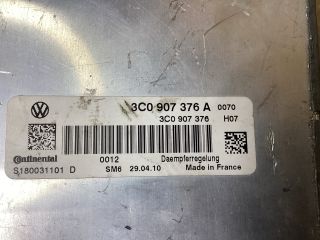 3C0 907 376 A 0070
3C0 907 376 H07
Continental 0012 Daempferregelung
S180031101 D SM6 29.04.10 Made in France